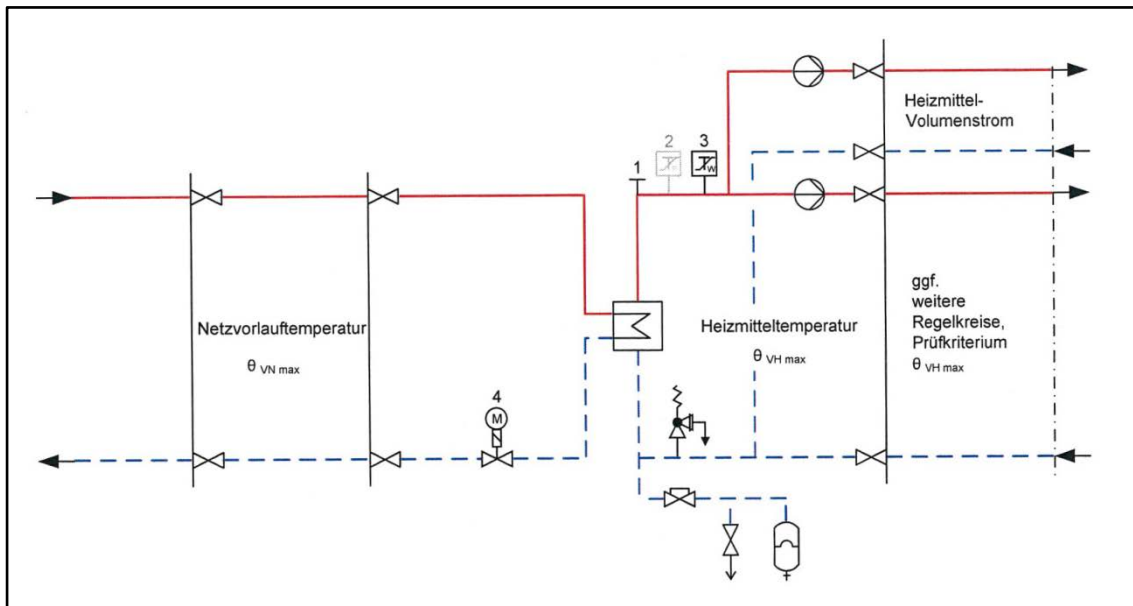 Heizmittel-
Volumenstrom
2
3
1
W
Netzvorlauftemperatur
θ VN max
Heizmitteltemperatur
θ VH max
ggf.
weitere
Regelkreise,
Prüfkriterium
θ VH max
4
M